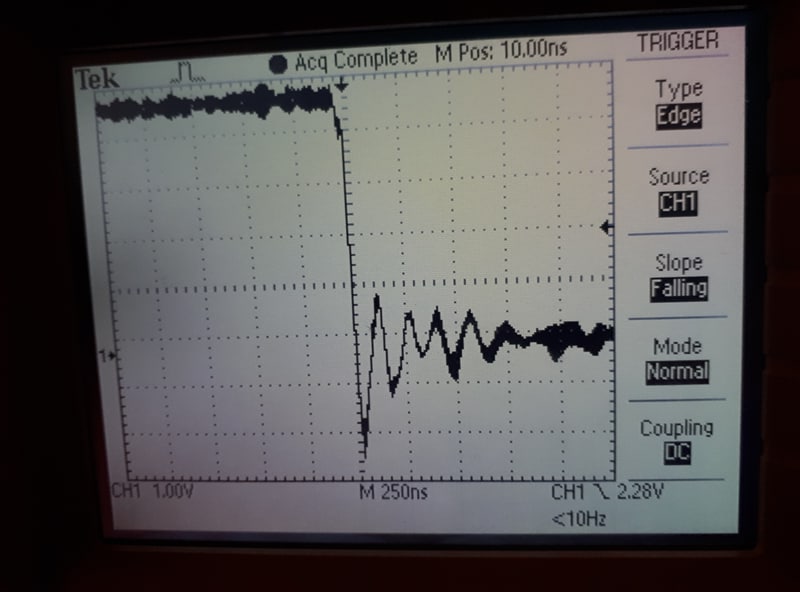 Tek
Acq Complete
M Pos: 10.00ns
TRIGGER
Type
Edge
Source
CH1
Slope
Falling
Mode
Normal
Coupling
DC
1
CH1 1.00V
M 250ns
CH1
2.28V
<10Hz